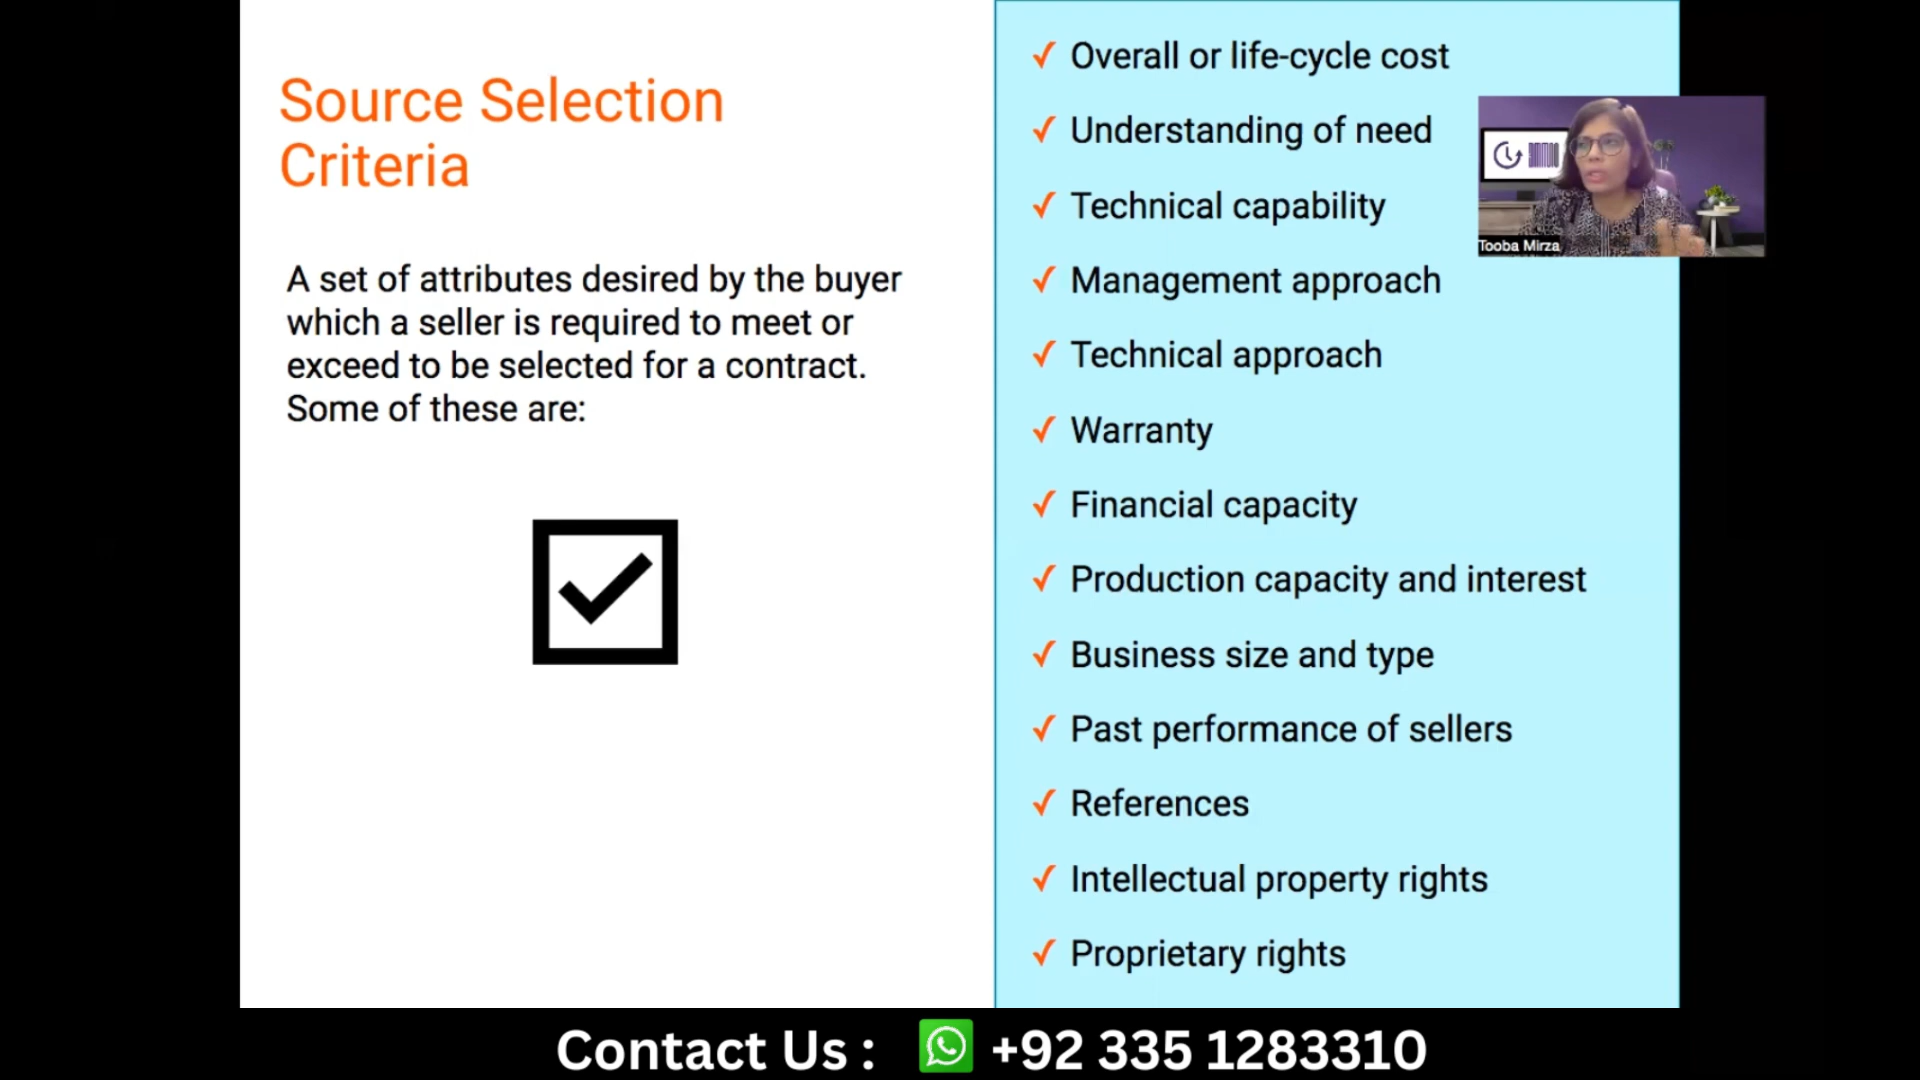 Source Selection
Criteria
A set of attributes desired by the buyer
which a seller is required to meet or
exceed to be selected for a contract.
Some of these are:
✓ Overall or life-cycle cost
✓ Understanding of need
✓ Technical capability
✓ Management approach
✓ Technical approach
✓ Warranty
✓ Financial capacity
✓ Production capacity and interest
✓ Business size and type
✓ Past performance of sellers
✓ References
✓ Intellectual property rights
✓ Proprietary rights
Tooba Mirza
Contact Us : +92 335 1283310